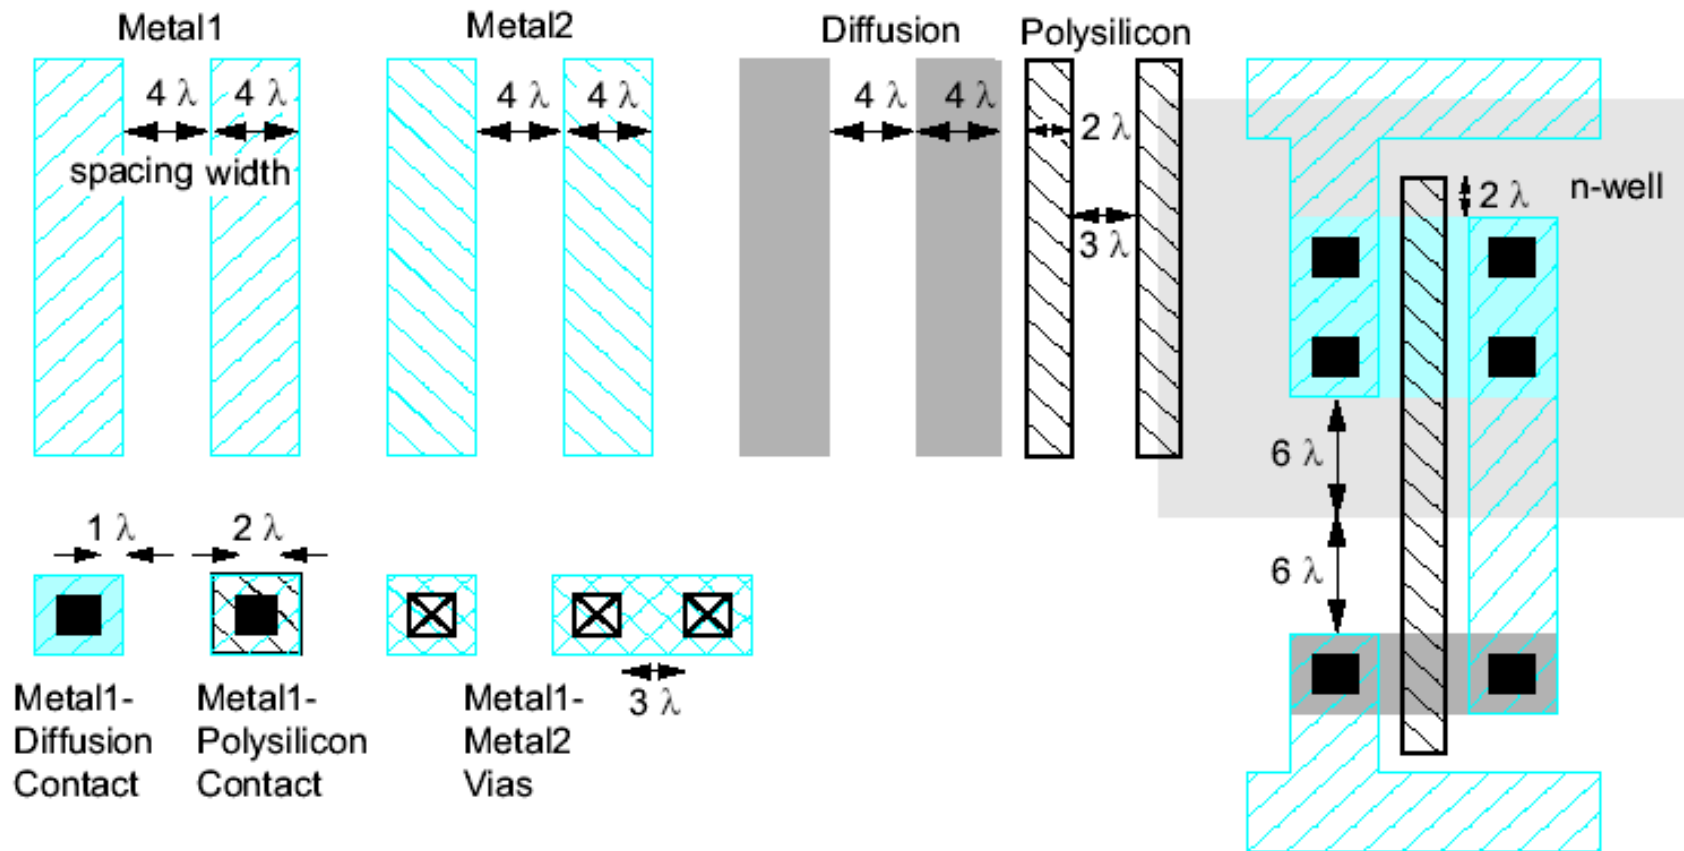 Metal1
Metal2
Diffusion
Polysilicon
4 λ
4 λ
4 λ
4 λ
4 λ
4 λ
2 λ
spacing width
2 λ
n-well
3 λ
6 λ
6 λ
1 λ
2 λ
3 λ
Metal1-
Diffusion
Contact
Metal1-
Polysilicon
Contact
Metal1-
Metal2
Vias